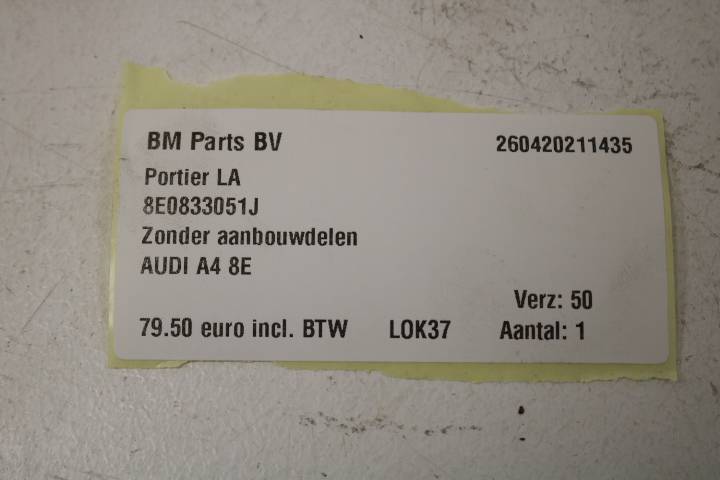 BM Parts BV 260420211435
Portier LA
8E0833051J
Zonder aanbouwdelen
AUDI A4 8E
Verz: 50
79.50 euro incl. BTW LOK37 Aantal: 1